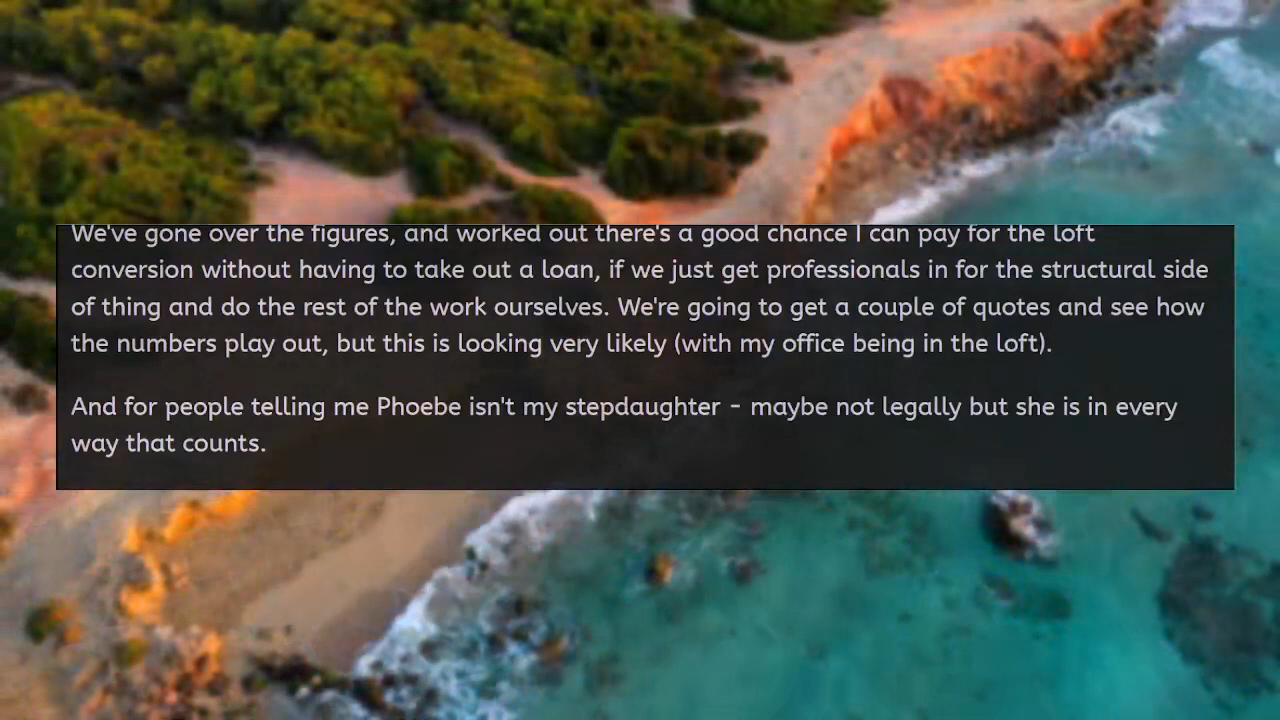 We've gone over the figures, and worked out there's a good chance I can pay for the loft
conversion without having to take out a loan, if we just get professionals in for the structural side
of thing and do the rest of the work ourselves. We're going to get a couple of quotes and see how
the numbers play out, but this is looking very likely (with my office being in the loft).
And for people telling me Phoebe isn't my stepdaughter - maybe not legally but she is in every
way that counts.